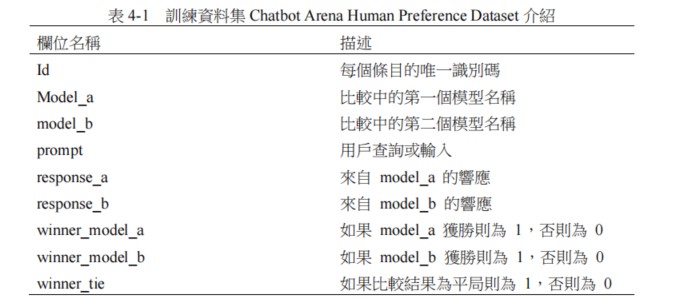 表 4-1 訓練資料集 Chatbot Arena Human Preference Dataset 介紹
欄位名稱 描述
Id 每個條目的唯一識別碼
Model_a 比較中的第一個模型名稱
model_b 比較中的第二個模型名稱
prompt 用戶查詢或輸入
response_a 來自 model_a 的響應
response_b 來自 model_b 的響應
winner_model_a 如果 model_a 獲勝則為 1，否則為 0
winner_model_b 如果 model_b 獲勝則為 1，否則為 0
winner_tie 如果比較結果為平局則為 1，否則為 0